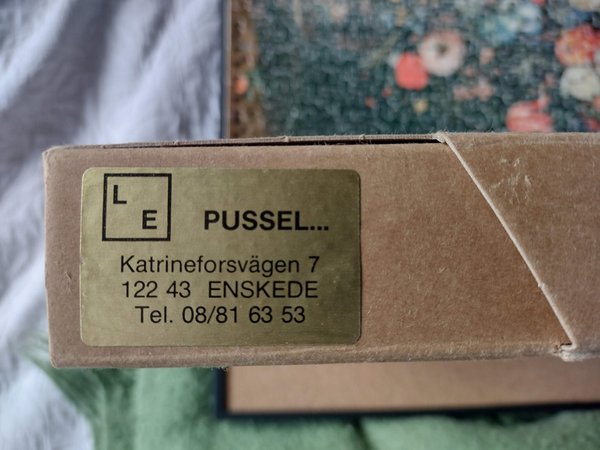 L E
PUSSEL...
Katrineforsvägen 7
122 43 ENSKEDE
Tel. 08/81 63 53